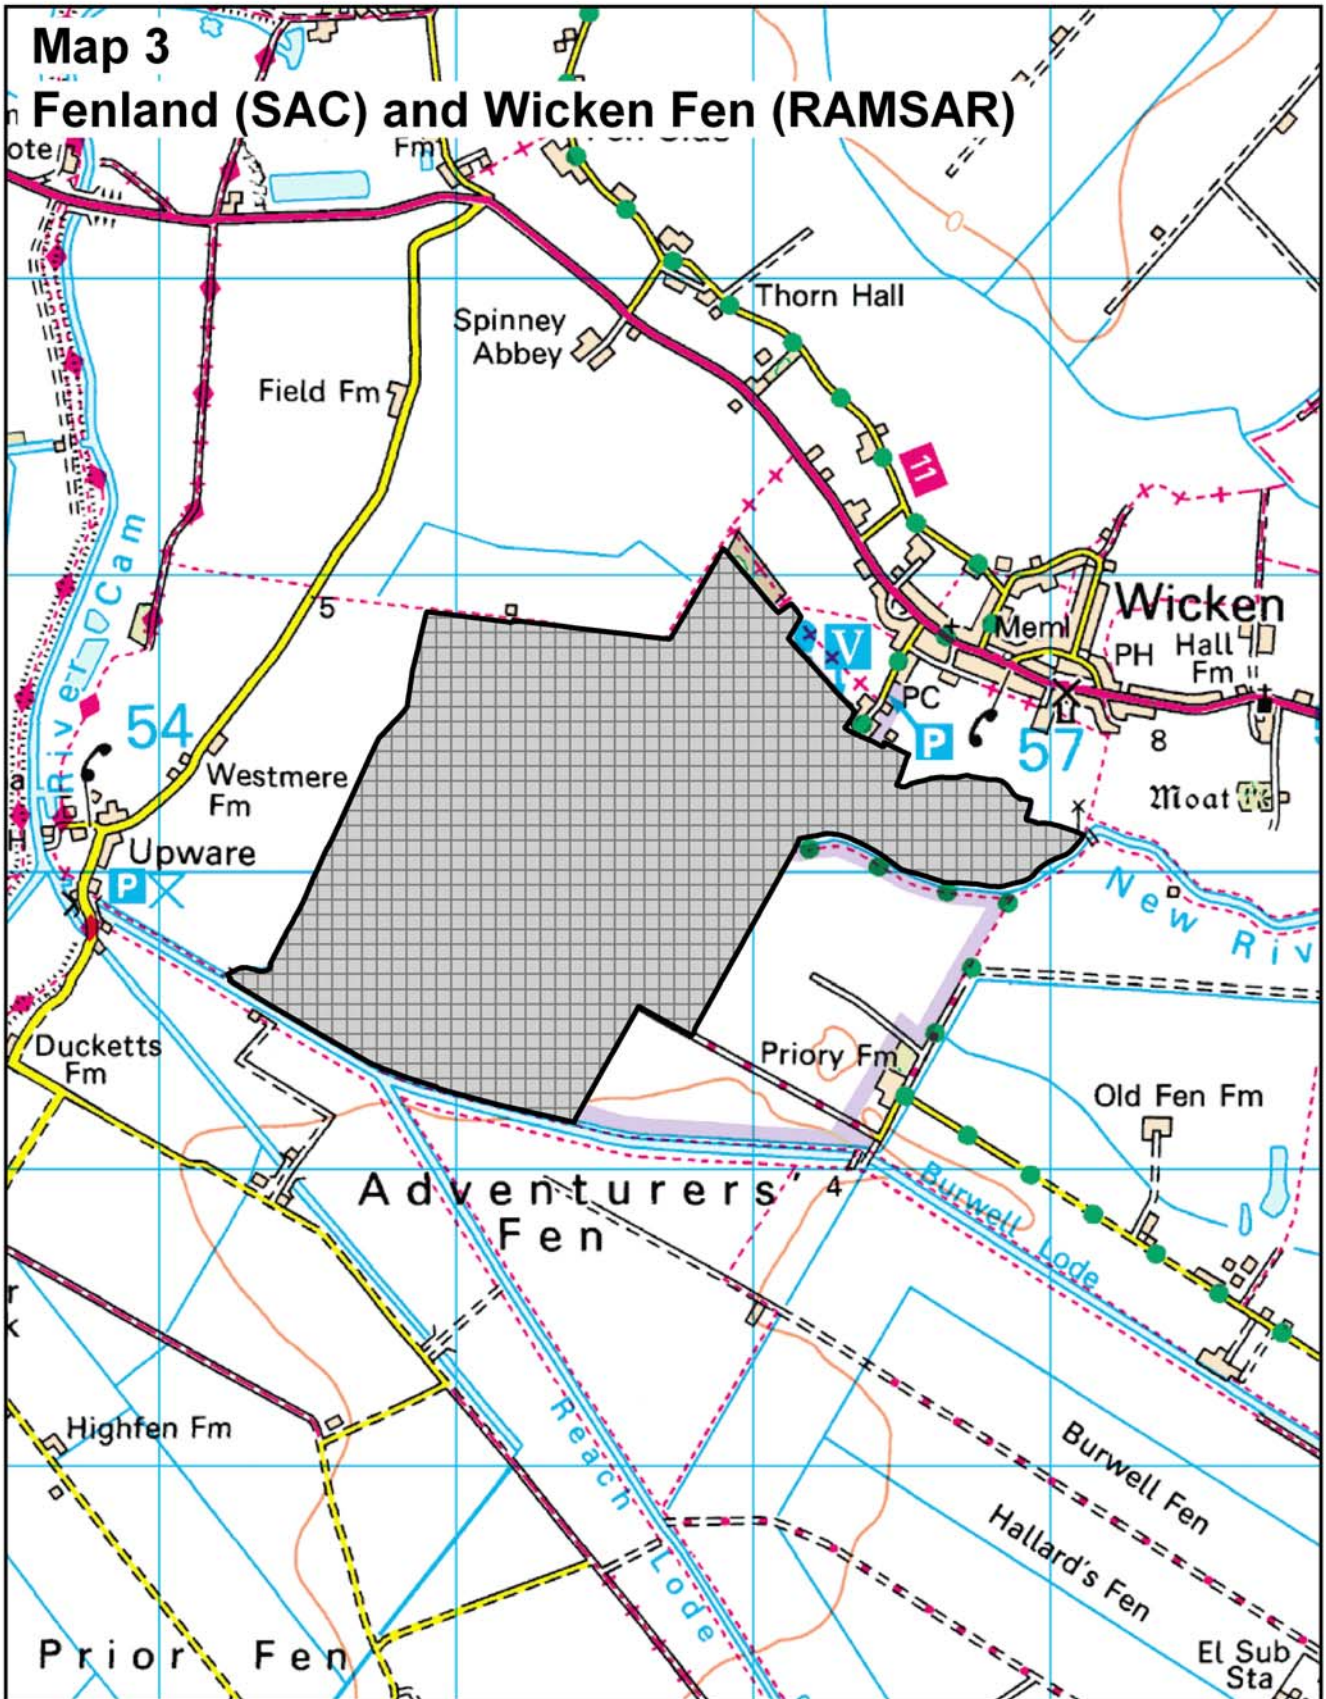 Map 3
Fenland (SAC) and Wicken Fen (RAMSAR)
ote
Fm
Thorn Hall
Spinney
Abbey
Field Fm
11
River Cam
5
Wicken
Meml
PH
Hall
Fm
V
PC
P
54
57
8
Westmere
Fm
Moat
a
H
Upware
P
New Riv
Ducketts
Fm
Priory Fm
Old Fen Fm
Adventurers'
Fen
4
Burwell Lode
r
k
Highfen Fm
Reach Lode
Burwell Fen
Hallard's Fen
Prior Fen
El Sub
Sta